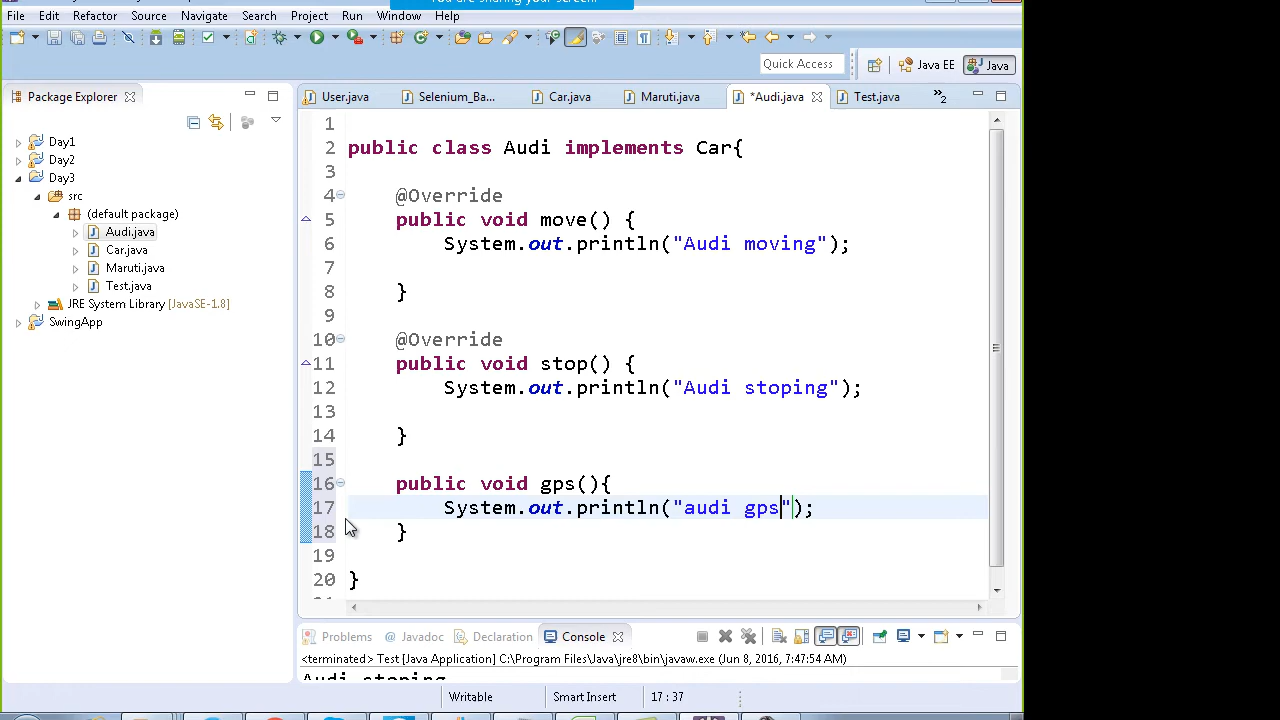 File Edit Refactor Source Navigate Search Project Run Window Help
Quick Access
Java EE
Java
Package Explorer
User.java
Selenium_Ba...
Car.java
Maruti.java
*Audi.java
Test.java
»2
Day1
Day2
Day3
src
(default package)
Audi.java
Car.java
Maruti.java
Test.java
JRE System Library [JavaSE-1.8]
SwingApp
1
2 public class Audi implements Car{
3
4 @Override
5 public void move() {
6 System.out.println("Audi moving");
7
8 }
9
10 @Override
11 public void stop() {
12 System.out.println("Audi stoping");
13
14 }
15
16 public void gps(){
17 System.out.println("audi gps");
18 }
19
20 }
Problems @ Javadoc Declaration Console
<terminated> Test [Java Application] C:\Program Files\Java\jre8\bin\javaw.exe (Jun 8, 2016, 7:47:54 AM)
Audi stoping
Writable Smart Insert 17 : 37